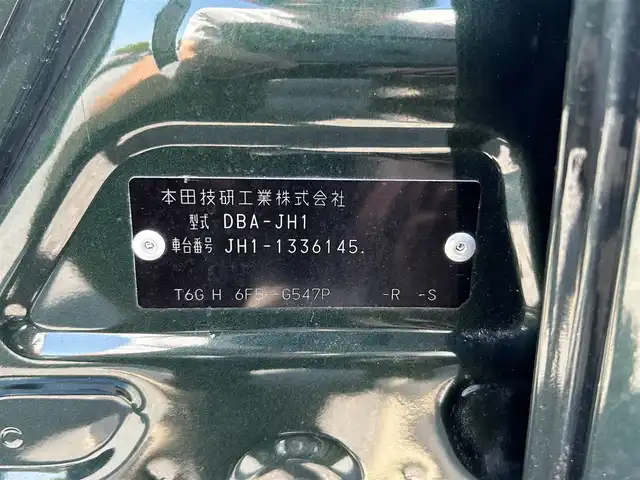 本田技研工業株式会社
型式 DBA-JH1
車台番号 JH1-1336145.
T6G H 6F5 -G547P -R -S
C